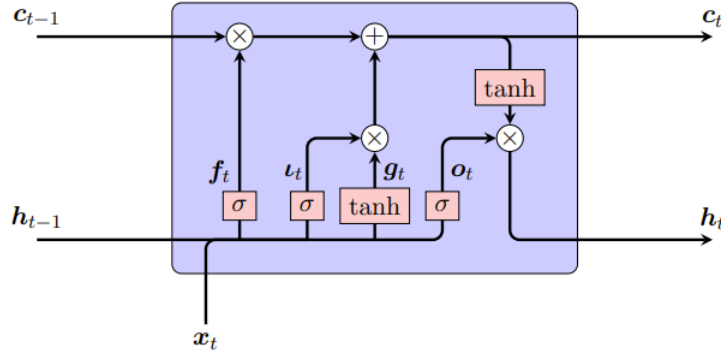 c_{t−1} c_t
× +
tanh
× ×
f_t ι_t g_t o_t
σ σ tanh σ
h_{t−1} h_t
x_t